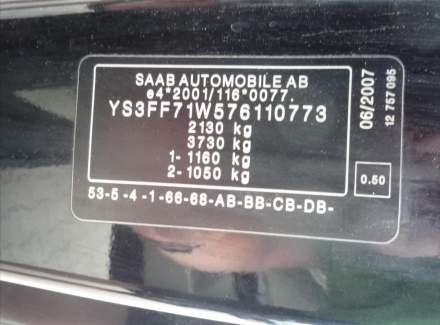 SAAB AUTOMOBILE AB
e4*2001/116*0077.
YS3FF71W576110773
2130 kg
3730 kg
1- 1160 kg
2- 1050 kg
53-5-4-1-66-68-AB-BB-CB-DB-
06/2007
12 757 095
0.50